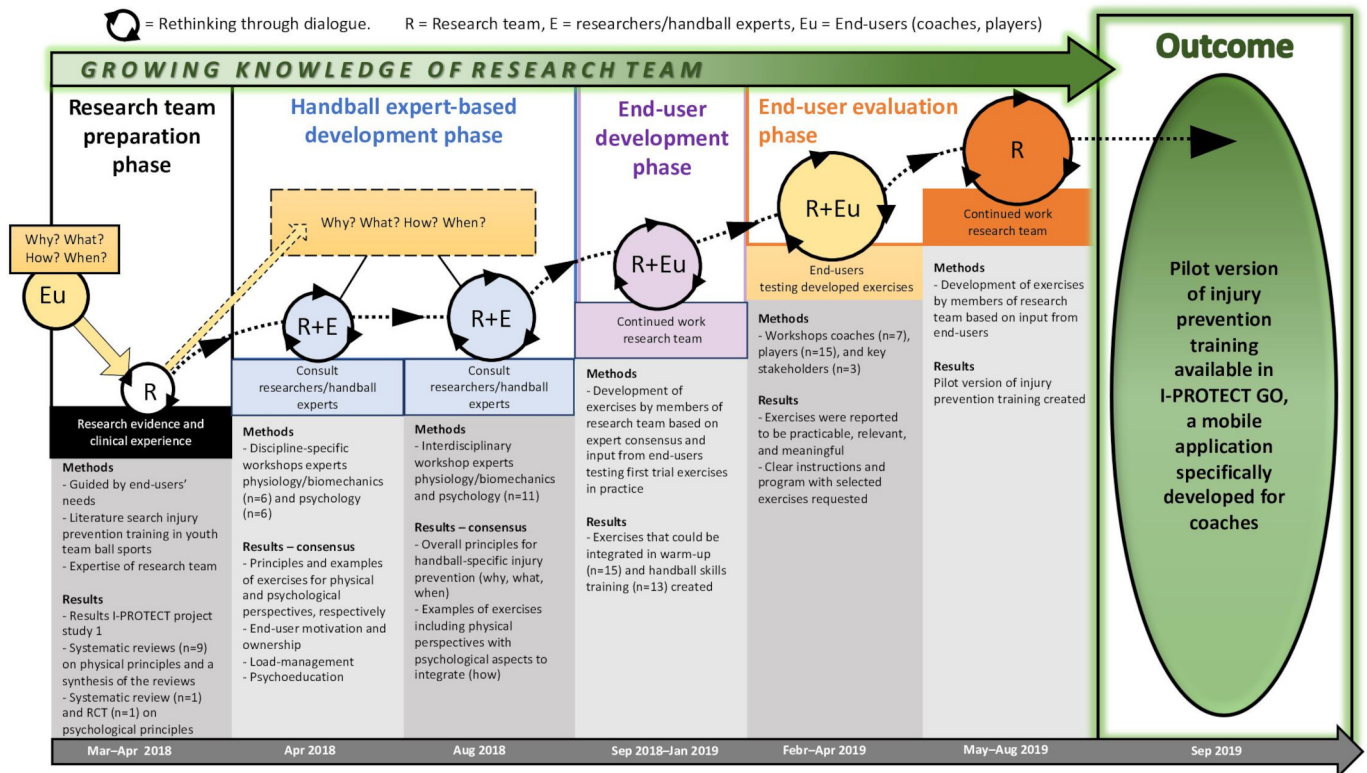 = Rethinking through dialogue.
R = Research team, E = researchers/handball experts, Eu = End-users (coaches, players)
GROWING KNOWLEDGE OF RESEARCH TEAM
Outcome
Research team
preparation
phase
Handball expert-based
development phase
End-user
development
phase
End-user evaluation
phase
Why? What?
How? When?
Eu
R
Why? What? How? When?
R+E
R+E
R+Eu
R+Eu
R
Research evidence and
clinical experience
Methods
- Guided by end-users'
needs
- Literature search injury
prevention training in youth
team ball sports
- Expertise of research team
Results
- Results I-PROTECT project
study 1
- Systematic reviews (n=9)
on physical principles and a
synthesis of the reviews
- Systematic review (n=1)
and RCT (n=1) on
psychological principles
Consult
researchers/handball
experts
Methods
- Discipline-specific
workshops experts
physiology/biomechanics
(n=6) and psychology
(n=6)
Results – consensus
- Principles and examples
of exercises for physical
and psychological
perspectives, respectively
- End-user motivation and
ownership
- Load-management
- Psychoeducation
Consult
researchers/handball
experts
Methods
- Interdisciplinary
workshop experts
physiology/biomechanics
and psychology (n=11)
Results – consensus
- Overall principles for
handball-specific injury
prevention (why, what,
when)
- Examples of exercises
including physical
perspectives with
psychological aspects to
integrate (how)
Continued work
research team
Methods
- Development of
exercises by members of
research team based on
expert consensus and
input from end-users
testing first trial exercises
in practice
Results
- Exercises that could be
integrated in warm-up
(n=15) and handball skills
training (n=13) created
End-users
testing developed exercises
Methods
- Workshops coaches (n=7),
players (n=15), and key
stakeholders (n=3)
Results
- Exercises were reported
to be practicable, relevant,
and meaningful
- Clear instructions and
program with selected
exercises requested
Continued work
research team
Methods
- Development of exercises
by members of research
team based on input from
end-users
Results
Pilot version of injury
prevention training created
Pilot version
of injury
prevention
training
available in
I-PROTECT GO,
a mobile
application
specifically
developed for
coaches
Mar–Apr 2018
Apr 2018
Aug 2018
Sep 2018–Jan 2019
Febr–Apr 2019
May–Aug 2019
Sep 2019